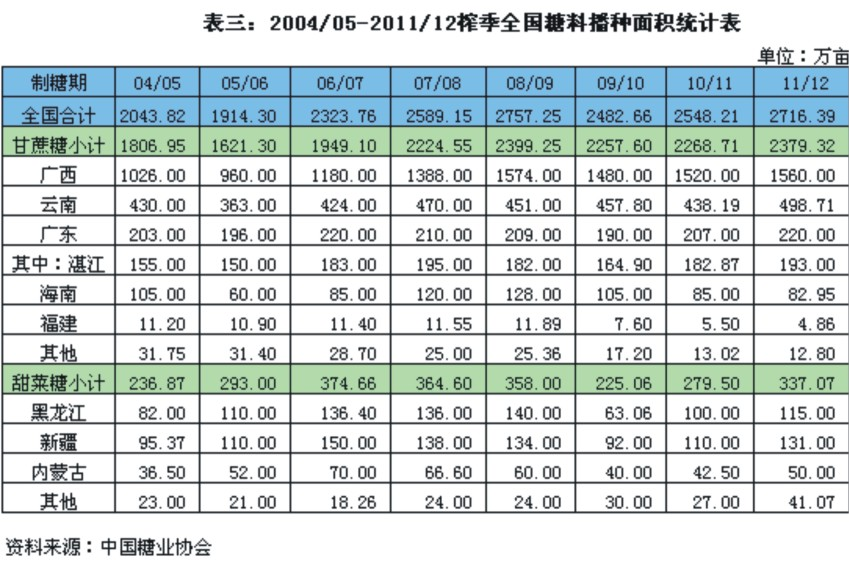 表三：2004/05-2011/12榨季全国糖料播种面积统计表
单位：万亩
制糖期 04/05 05/06 06/07 07/08 08/09 09/10 10/11 11/12
全国合计 2043.82 1914.30 2323.76 2589.15 2757.25 2482.66 2548.21 2716.39
甘蔗糖小计 1806.95 1621.30 1949.10 2224.55 2399.25 2257.60 2268.71 2379.32
广西 1026.00 960.00 1180.00 1388.00 1574.00 1480.00 1520.00 1560.00
云南 430.00 363.00 424.00 470.00 451.00 457.80 438.19 498.71
广东 203.00 196.00 220.00 210.00 209.00 190.00 207.00 220.00
其中：湛江 155.00 150.00 183.00 195.00 182.00 164.90 182.87 193.00
海南 105.00 60.00 85.00 120.00 128.00 105.00 85.00 82.95
福建 11.20 10.90 11.40 11.55 11.89 7.60 5.50 4.86
其他 31.75 31.40 28.70 25.00 25.36 17.20 13.02 12.80
甜菜糖小计 236.87 293.00 374.66 364.60 358.00 225.06 279.50 337.07
黑龙江 82.00 110.00 136.40 136.00 140.00 63.06 100.00 115.00
新疆 95.37 110.00 150.00 138.00 134.00 92.00 110.00 131.00
内蒙古 36.50 52.00 70.00 66.60 60.00 40.00 42.50 50.00
其他 23.00 21.00 18.26 24.00 24.00 30.00 27.00 41.07
资料来源：中国糖业协会